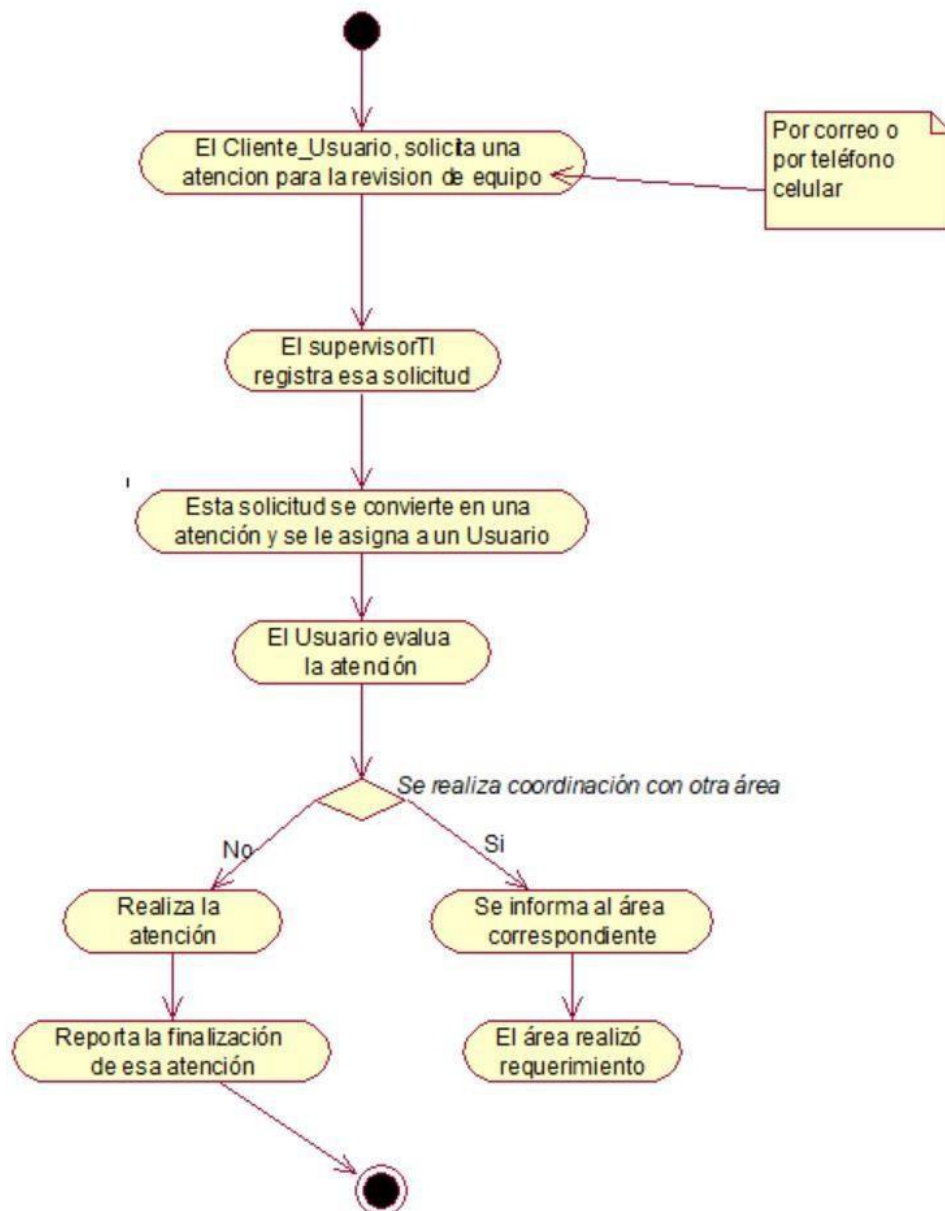 El Cliente_Usuario, solicita una
atencion para la revision de equipo
Por correo o
por teléfono
celular
El supervisorTI
registra esa solicitud
Esta solicitud se convierte en una
atención y se le asigna a un Usuario
El Usuario evalua
la atención
Se realiza coordinación con otra área
No
Si
Realiza la
atención
Se informa al área
correspondiente
Reporta la finalización
de esa atención
El área realizó
requerimiento